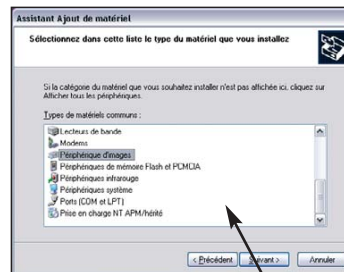 Assistant Ajout de matériel
Sélectionnez dans cette liste le type du matériel que vous installez
Si la catégorie du matériel que vous souhaitez installer n'est pas affichée ici, cliquez sur
Afficher tous les périphériques.
Types de matériels communs :
Lecteurs de bande
Modems
Périphérique d'images
Périphériques de mémoire Flash et PCMCIA
Périphériques infrarouge
Périphériques système
Ports (COM et LPT)
Prise en charge NT APM/hérité
< Précédent
Suivant >
Annuler